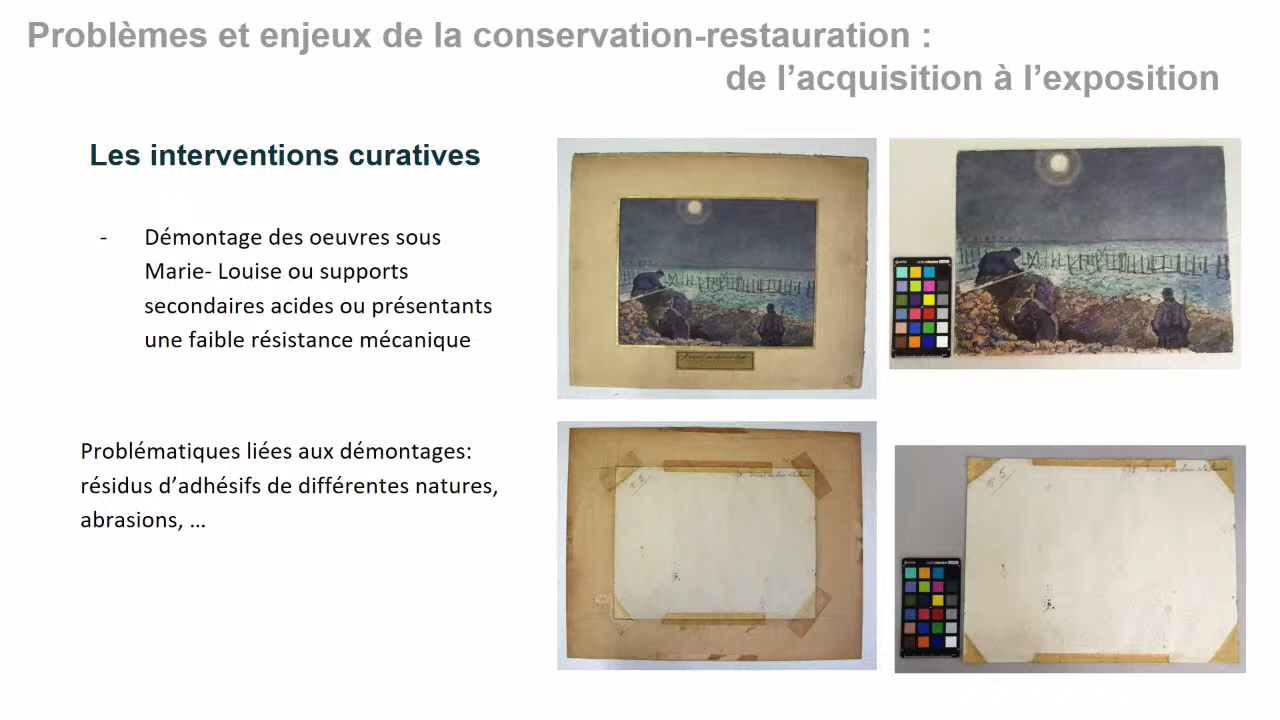 Problèmes et enjeux de la conservation-restauration :
de l’acquisition à l’exposition
Les interventions curatives
- Démontage des oeuvres sous
Marie- Louise ou supports
secondaires acides ou présentants
une faible résistance mécanique
Problématiques liées aux démontages:
résidus d’adhésifs de différentes natures,
abrasions, ...
n° 5
n° 5